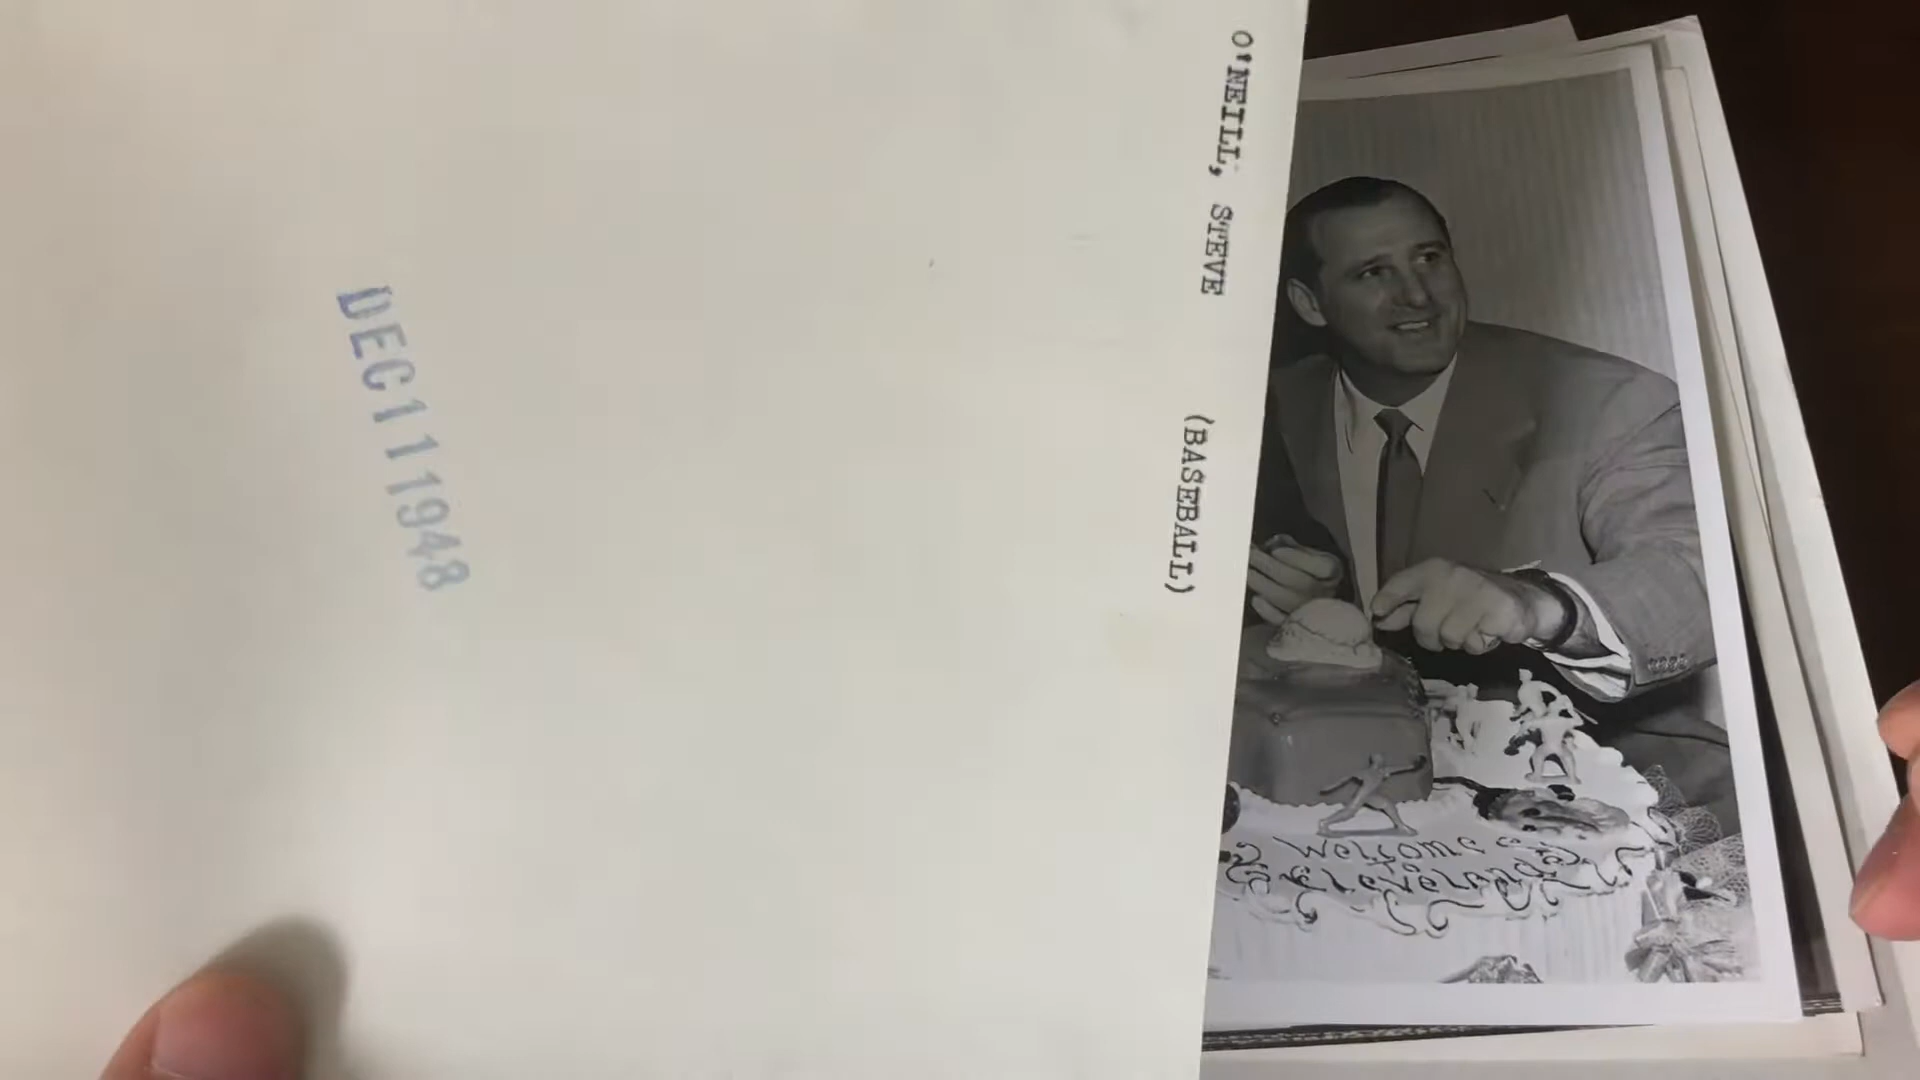 O'NEILL, STEVE (BASEBALL)
DEC 11 1948
Welcome
to
Cleveland